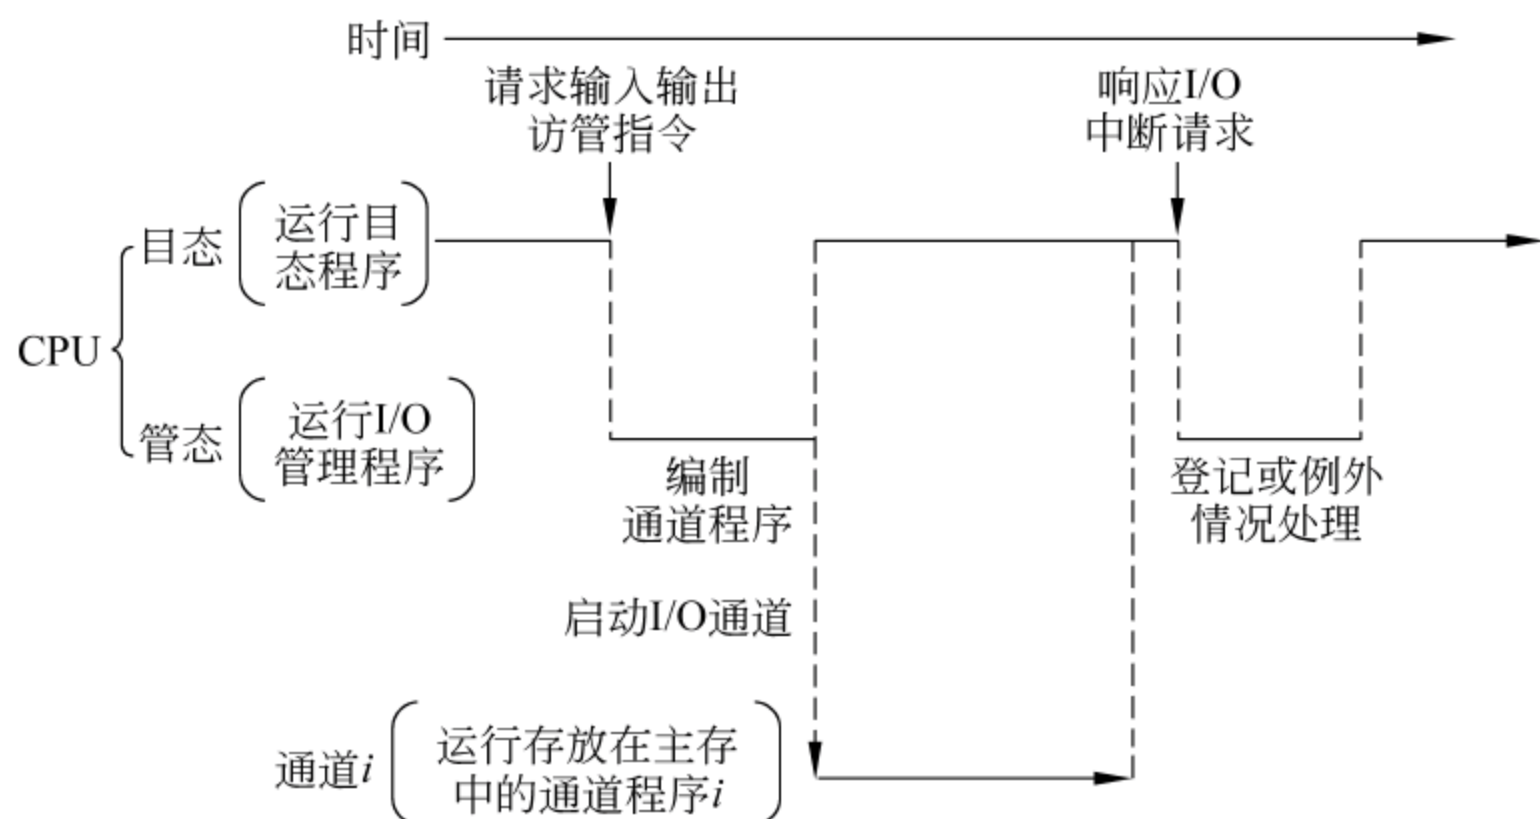 时间
请求输入输出
访管指令
响应I/O
中断请求
目态
运行目
态程序
CPU
管态
运行I/O
管理程序
编制
通道程序
登记或例外
情况处理
启动I/O通道
通道i
运行存放在主存
中的通道程序i